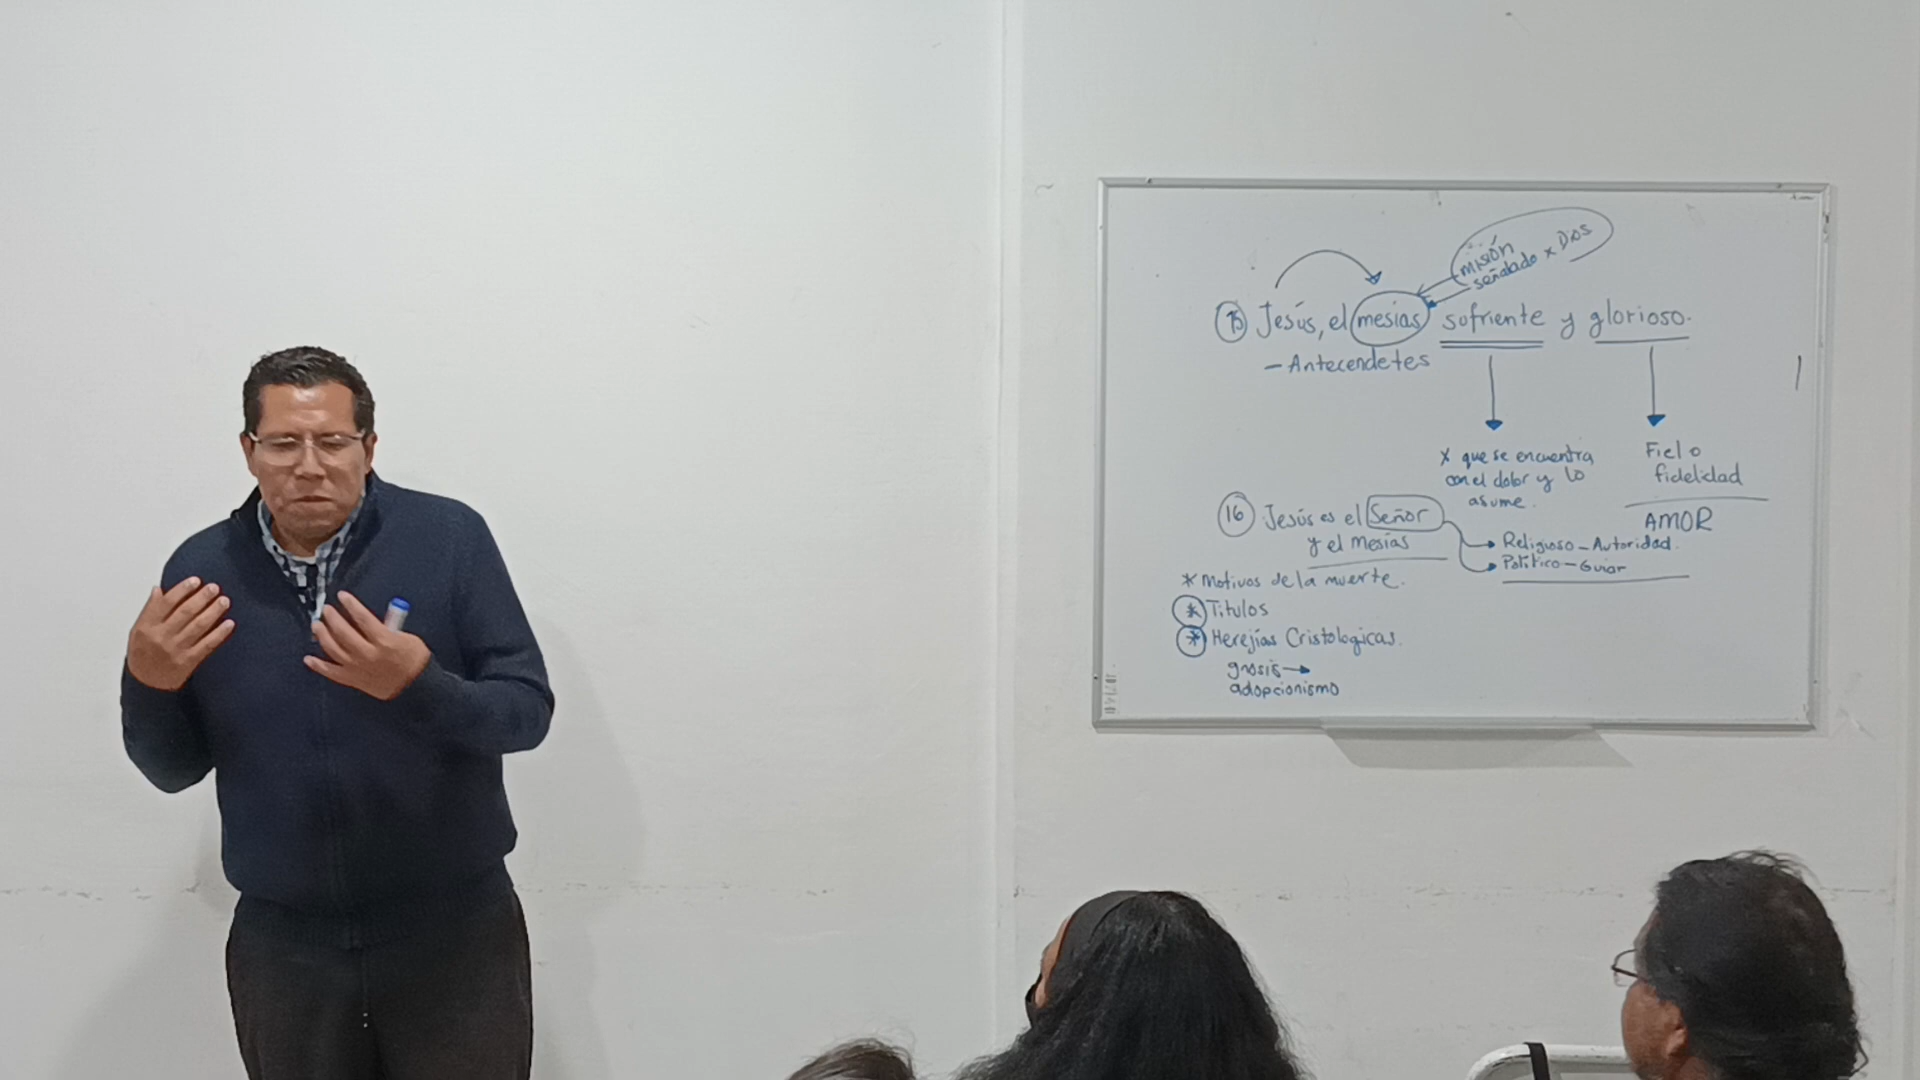 misión
señalado x Dios
15 Jesús, el mesias sufriente y glorioso.
- Antecendetes
x que se encuentra
con el dolor y lo
asume.
Fiel o
fidelidad
AMOR
16 Jesús es el Señor
y el mesías
Religioso - Autoridad.
Político - Guiar
* Motivos de la muerte.
* Titulos
* Herejías Cristologicas.
gnosis →
adopcionismo